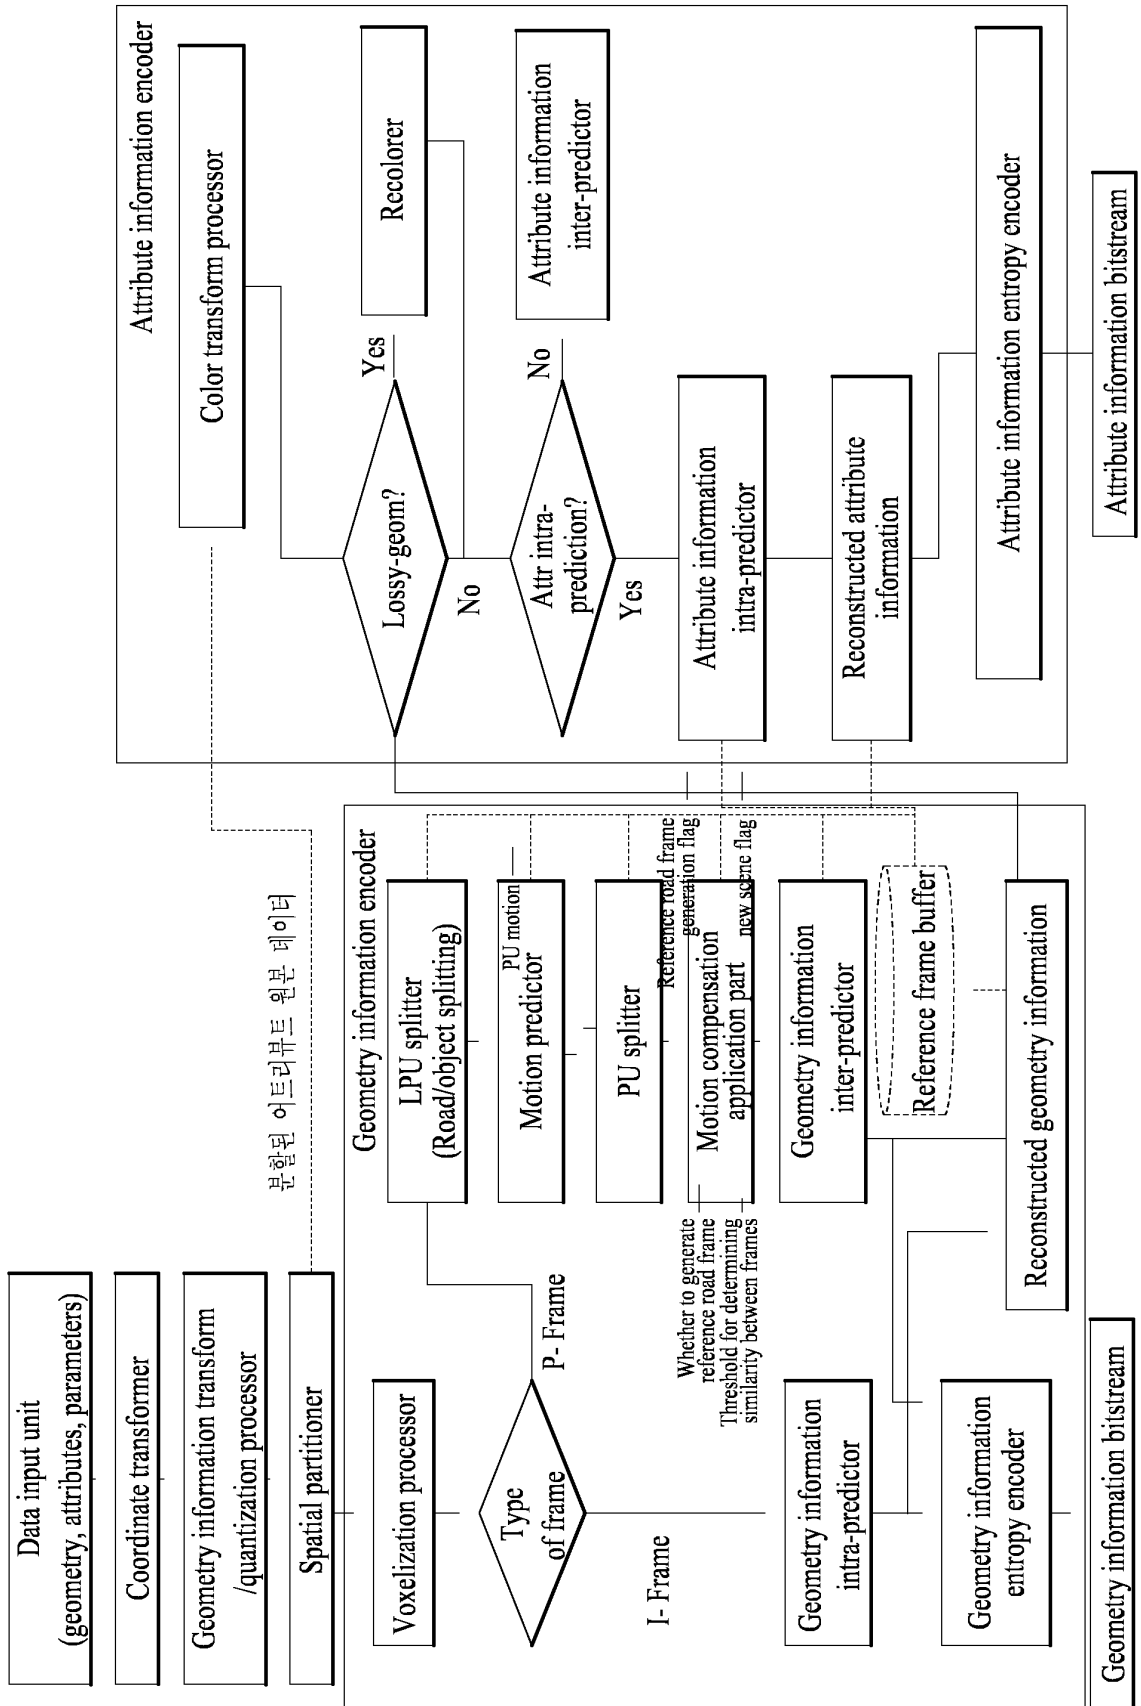 Data input unit
(geometry, attributes, parameters)
Coordinate transformer
Geometry information transform
/quantization processor
Spatial partitioner
분할된 어트리뷰트 원본 데이터
Geometry information encoder
Voxelization processor
Type
of frame
P- Frame
I- Frame
LPU splitter
(Road/object splitting)
PU motion
Motion predictor
PU splitter
Reference road frame
generation flag
Motion compensation
application part
new scene flag
Whether to generate
reference road frame
Threshold for determining
similarity between frames
Geometry information
inter-predictor
Reference frame buffer
Geometry information
intra-predictor
Geometry information
entropy encoder
Reconstructed geometry information
Geometry information bitstream
Attribute information encoder
Color transform processor
Lossy-geom?
Yes
No
Recolorer
Attr intra-
prediction?
No
Yes
Attribute information
inter-predictor
Attribute information
intra-predictor
Reconstructed attribute
information
Attribute information entropy encoder
Attribute information bitstream